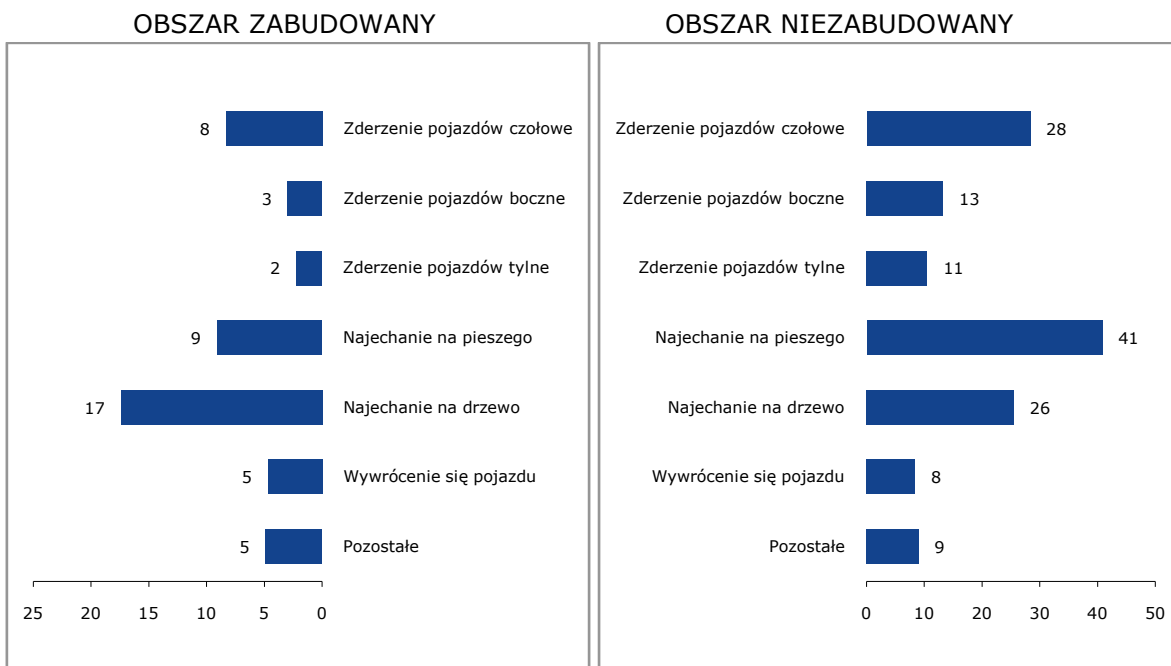 OBSZAR ZABUDOWANY
8 Zderzenie pojazdów czołowe
3 Zderzenie pojazdów boczne
2 Zderzenie pojazdów tylne
9 Najechanie na pieszego
17 Najechanie na drzewo
5 Wywrócenie się pojazdu
5 Pozostałe
25 20 15 10 5 0
OBSZAR NIEZABUDOWANY
Zderzenie pojazdów czołowe 28
Zderzenie pojazdów boczne 13
Zderzenie pojazdów tylne 11
Najechanie na pieszego 41
Najechanie na drzewo 26
Wywrócenie się pojazdu 8
Pozostałe 9
0 10 20 30 40 50